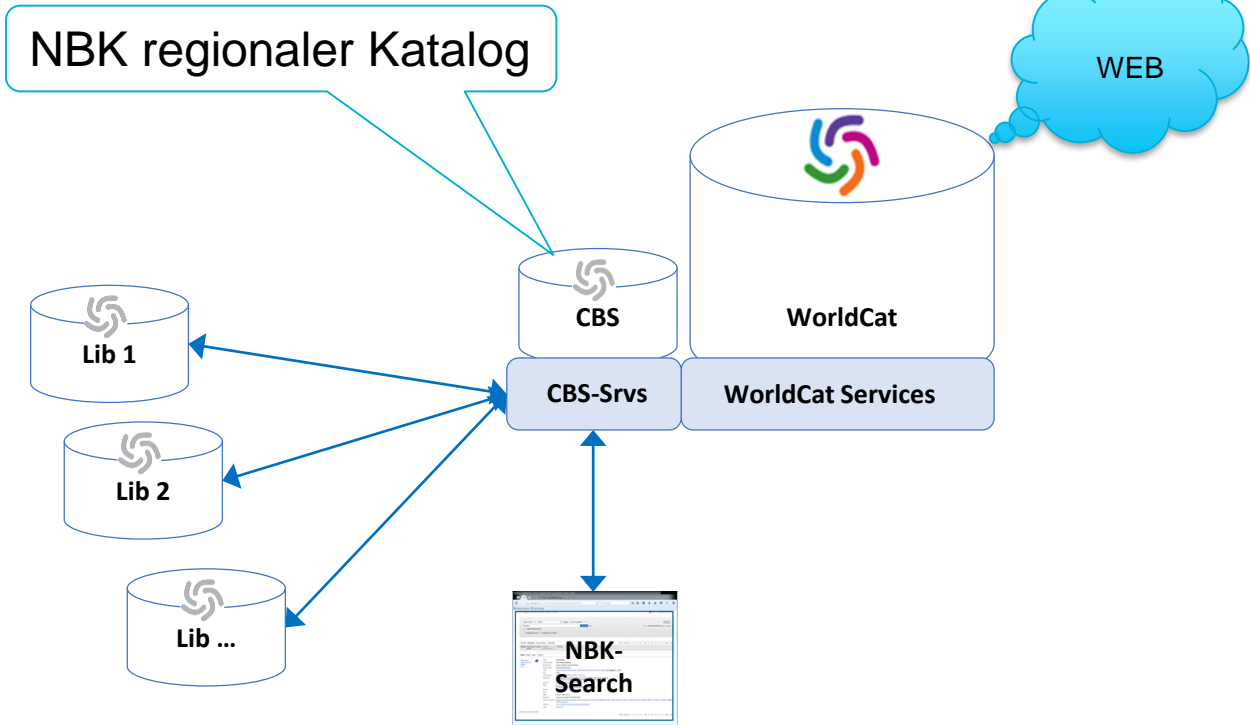 NBK regionaler Katalog
WEB
CBS
WorldCat
Lib 1
CBS-Srvs
WorldCat Services
Lib 2
Lib ...
NBK-
Search